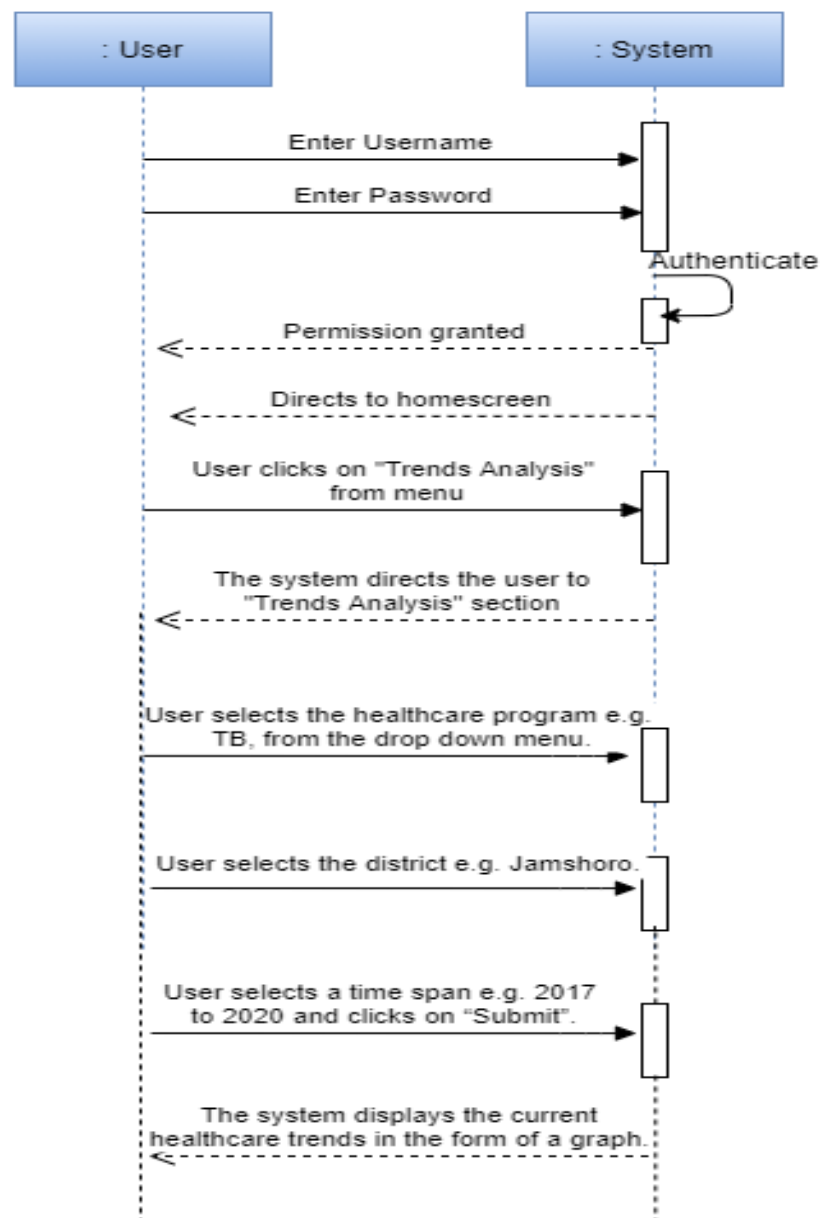 : User
: System
Enter Username
Enter Password
Authenticate
Permission granted
Directs to homescreen
User clicks on "Trends Analysis"
from menu
The system directs the user to
"Trends Analysis" section
User selects the healthcare program e.g.
TB, from the drop down menu.
User selects the district e.g. Jamshoro.
User selects a time span e.g. 2017
to 2020 and clicks on “Submit”.
The system displays the current
healthcare trends in the form of a graph.